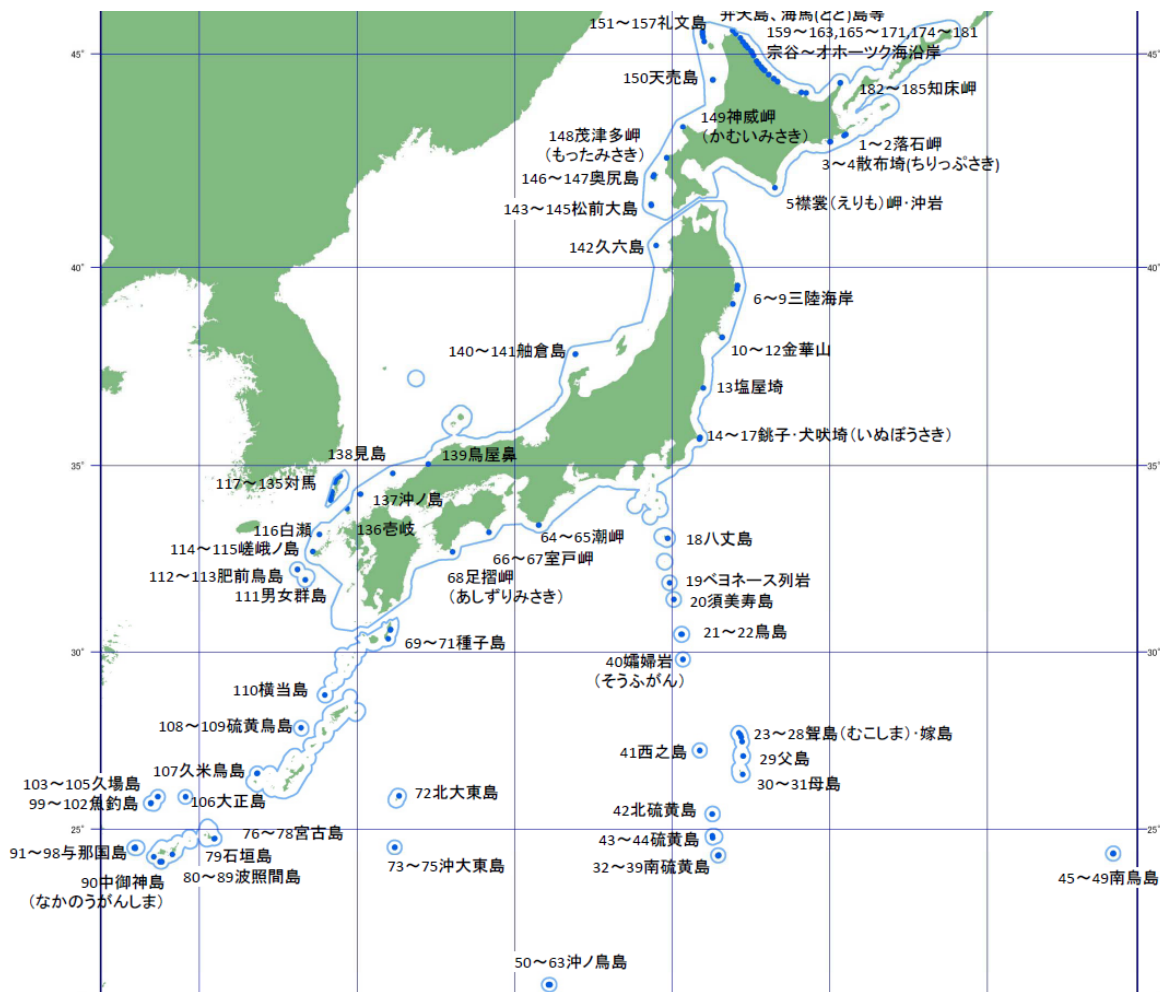 弁天島、海馬(とど)島等
151～157礼文島
159～163,165～171,174～181
宗谷～オホーツク海沿岸
45°
45°
150天売島
182～185知床岬
149神威岬
(かむいみさき)
148茂津多岬
(もったみさき)
1～2落石岬
3～4散布埼(ちりっぷさき)
146～147奥尻島
143～145松前大島
5襟裳(えりも)岬・沖岩
142久六島
40°
40°
6～9三陸海岸
140～141舳倉島
10～12金華山
13塩屋埼
14～17銚子・犬吠埼(いぬぼうさき)
138見島
139鳥屋鼻
35°
35°
117～135対馬
137沖ノ島
116白瀬
136壱岐
64～65潮岬
18八丈島
114～115嵯峨ノ島
66～67室戸岬
112～113肥前鳥島
68足摺岬
(あしずりみさき)
19ベヨネース列岩
111男女群島
20須美寿島
69～71種子島
21～22鳥島
30°
30°
40孀婦岩
(そうふがん)
110横当島
108～109硫黄鳥島
23～28聟島(むこしま)・嫁島
41西之島
29父島
107久米鳥島
103～105久場島
30～31母島
99～102魚釣島
106大正島
72北大東島
42北硫黄島
25°
25°
76～78宮古島
43～44硫黄島
91～98与那国島
79石垣島
73～75沖大東島
32～39南硫黄島
90中御神島
(なかのうがんしま)
80～89波照間島
45～49南鳥島
50～63沖ノ鳥島